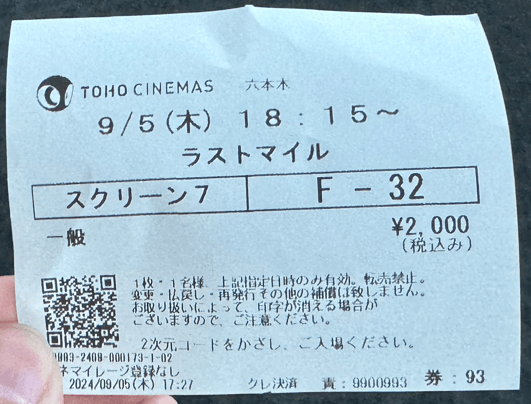 TOHO CINEMAS 六本木
9/5(木) 18:15～
ラストマイル
スクリーン7 F-32
一般 ¥2,000
(税込み)
1枚・1名様、上記指定日時のみ有効。転売禁止。
変更・払戻し・再発行その他の補償は致しません。
お取り扱いによって、印字が消える場合が
ございますので、ご注意ください。
2次元コードをかざし、ご入場ください。
-2408-000173-1-02
ネマイレージ登録なし
2024/09/05(木) 17:27 クレ決済 責:9900993 券:93